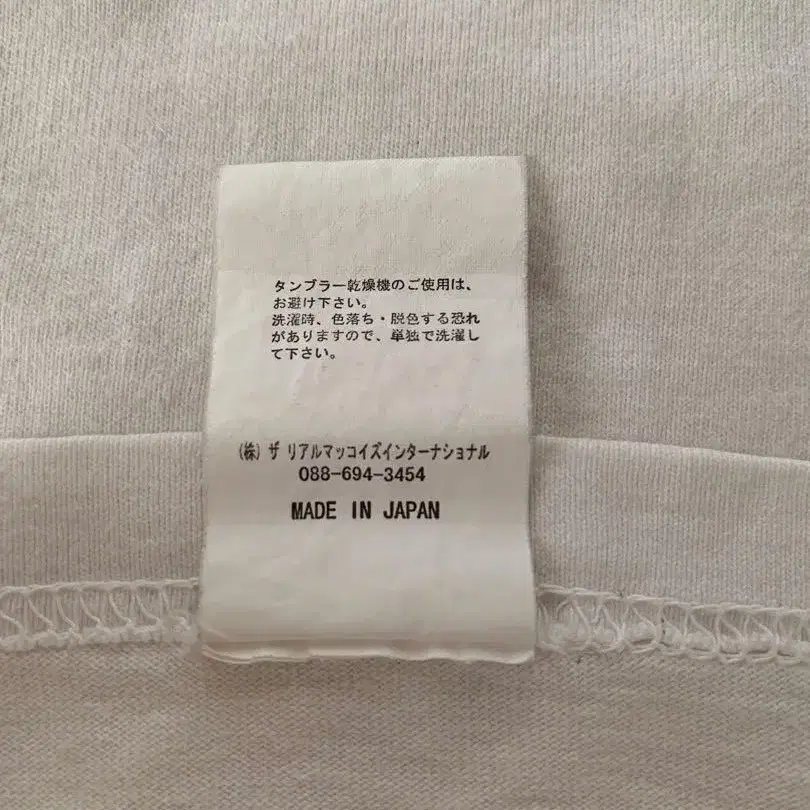 タンブラー乾燥機のご使用は、
お避け下さい。
洗濯時、色落ち・脱色する恐れ
がありますので、単独で洗濯し
て下さい。
(株)ザ リアルマッコイズインターナショナル
088-694-3454
MADE IN JAPAN